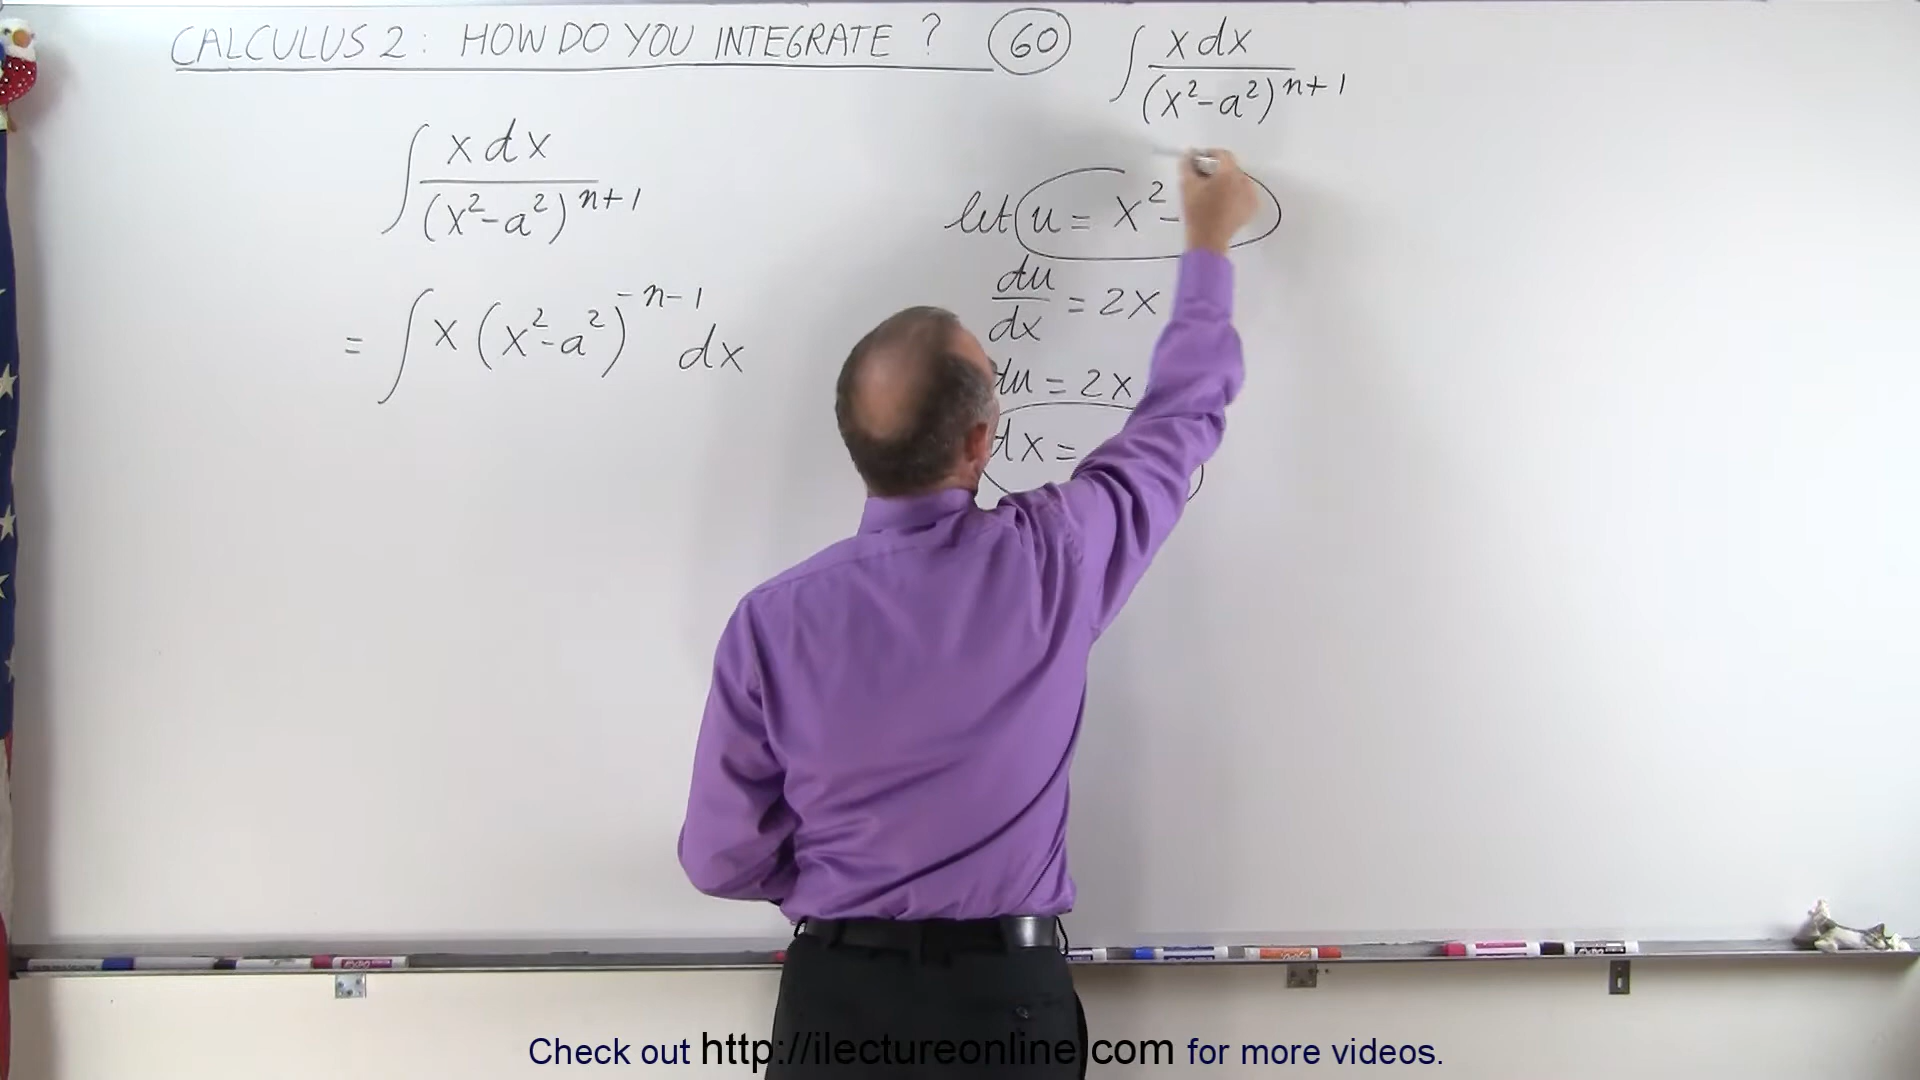 CALCULUS 2 : HOW DO YOU INTEGRATE ? 60 ∫ x dx / (x²-a²)^(n+1)
∫ x dx / (x²-a²)^(n+1)
= ∫ x (x²-a²)^(-n-1) dx
let u = x² -
du/dx = 2x
du = 2x
dx =
Check out http://ilectureonline.com for more videos.